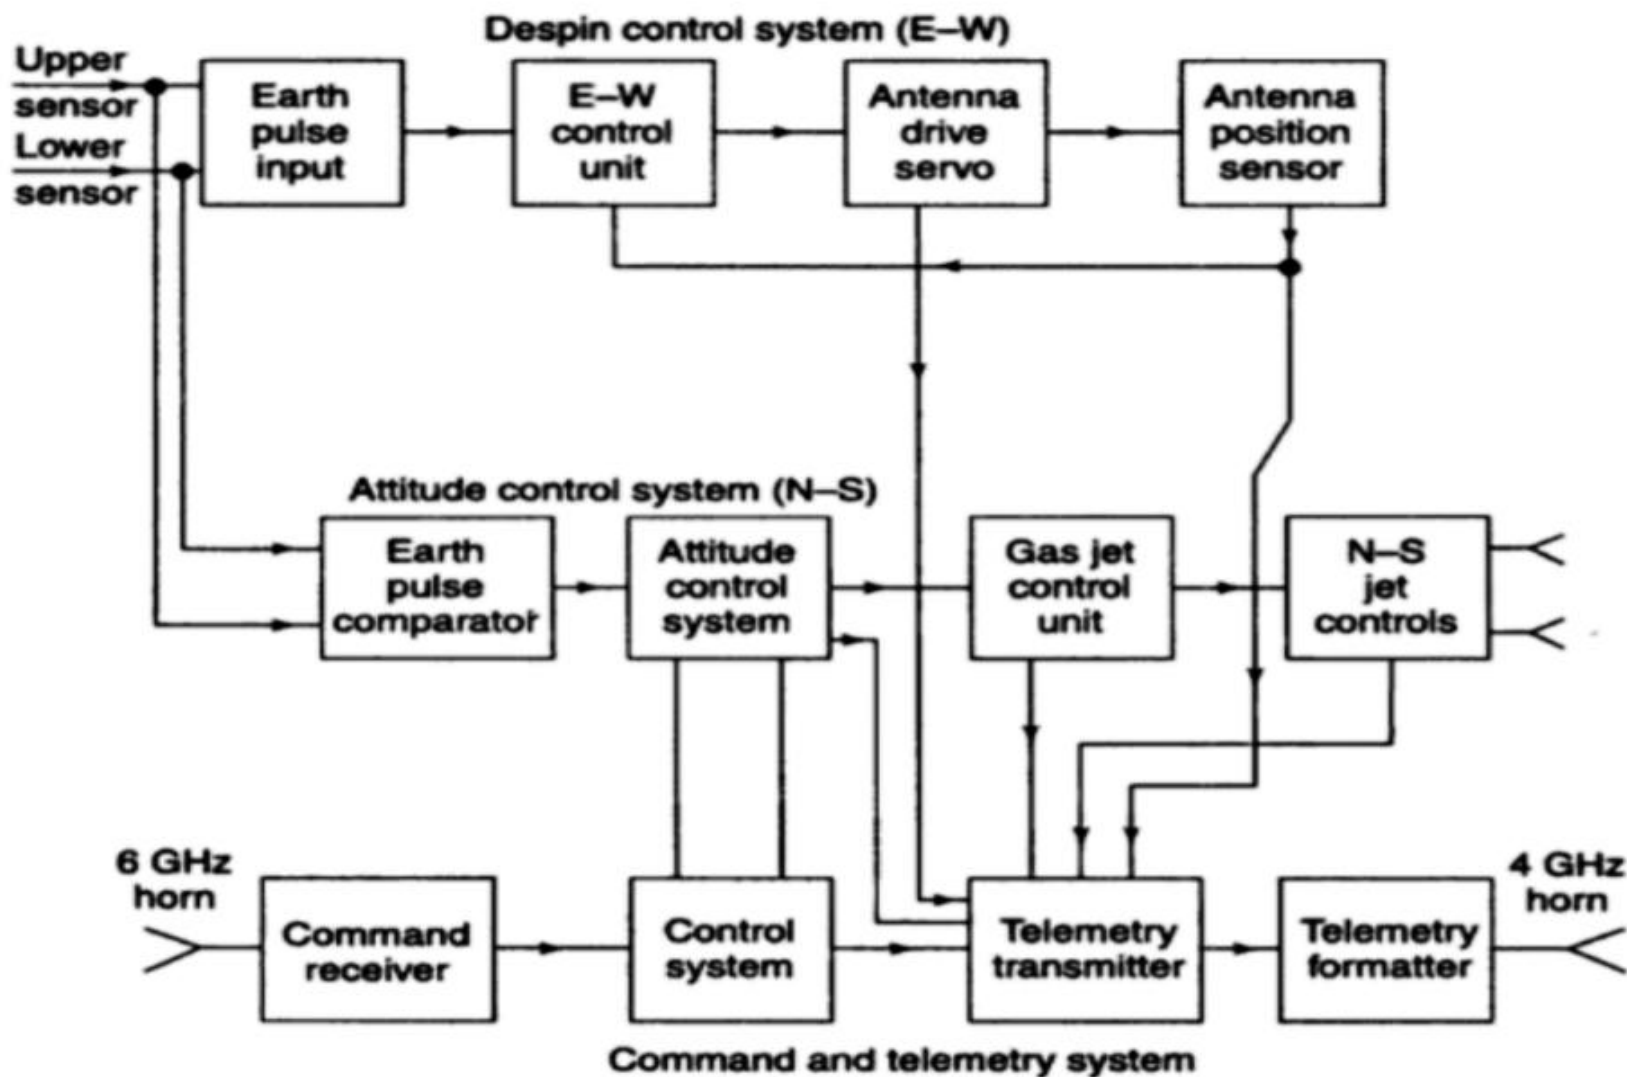 Despin control system (E–W)
Upper
sensor
Lower
sensor
Earth
pulse
input
E–W
control
unit
Antenna
drive
servo
Antenna
position
sensor
Attitude control system (N–S)
Earth
pulse
comparator
Attitude
control
system
Gas jet
control
unit
N–S
jet
controls
6 GHz
horn
Command
receiver
Control
system
Telemetry
transmitter
Telemetry
formatter
4 GHz
horn
Command and telemetry system